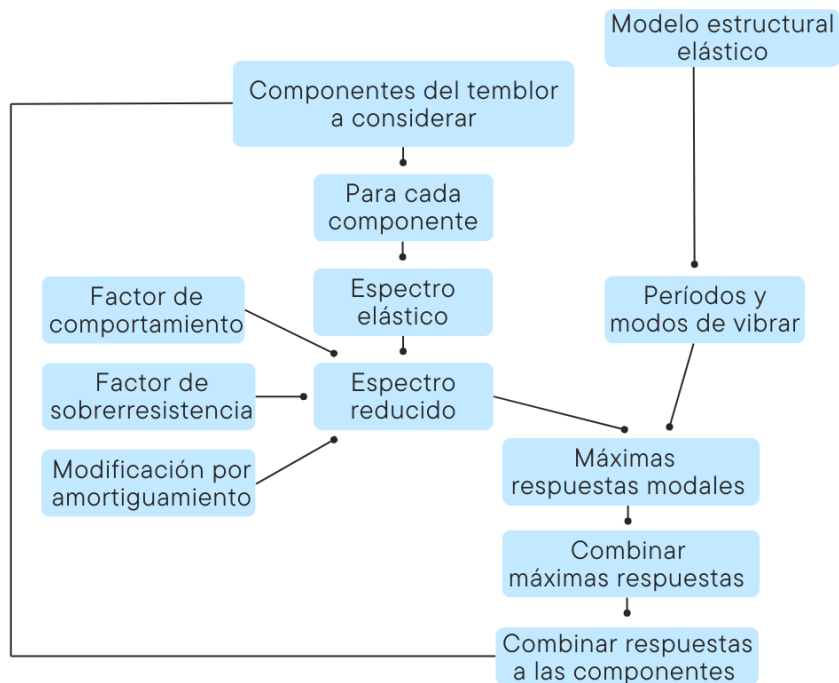 Modelo estructural
elástico
Componentes del temblor
a considerar
Para cada
componente
Factor de
comportamiento
Espectro
elástico
Períodos y
modos de vibrar
Factor de
sobrerresistencia
Espectro
reducido
Modificación por
amortiguamiento
Máximas
respuestas modales
Combinar
máximas respuestas
Combinar respuestas
a las componentes